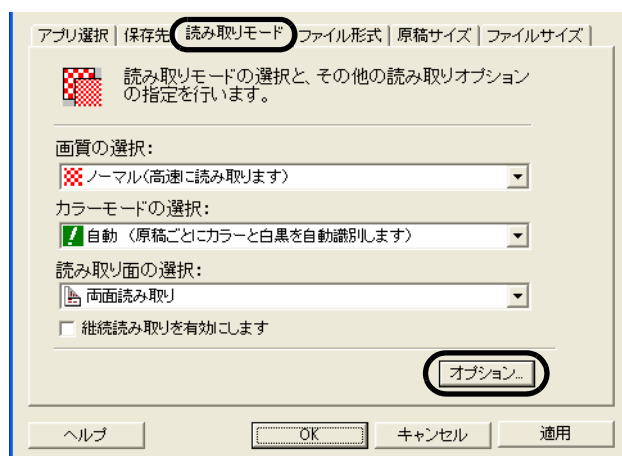 アプリ選択 保存先 読み取りモード ファイル形式 原稿サイズ ファイルサイズ
読み取りモードの選択と、その他の読み取りオプション
の指定を行います。
画質の選択：
ノーマル（高速に読み取ります）
カラーモードの選択：
自動 （原稿ごとにカラーと白黒を自動識別します）
読み取り面の選択：
両面読み取り
継続読み取りを有効にします
オプション...
ヘルプ OK キャンセル 適用